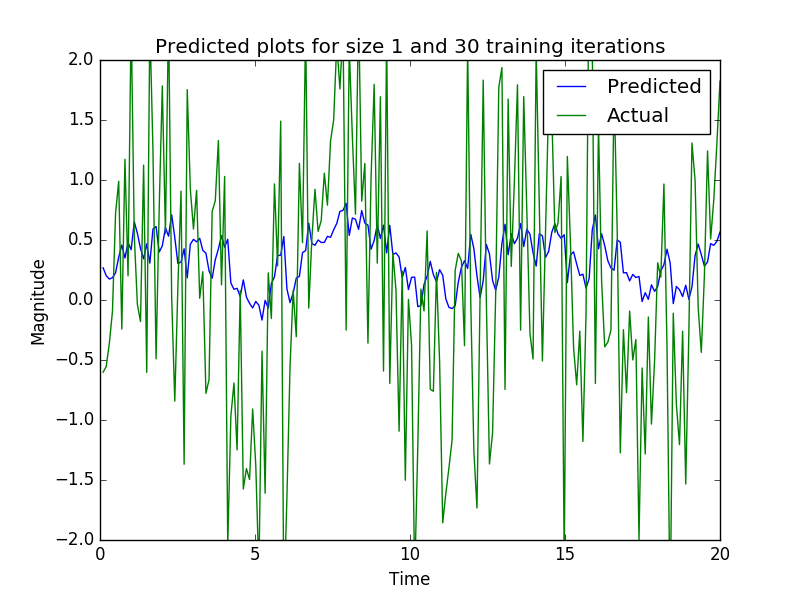 Predicted plots for size 1 and 30 training iterations
2.0
1.5
1.0
0.5
0.0
−0.5
−1.0
−1.5
−2.0
Magnitude
Predicted
Actual
0 5 10 15 20
Time